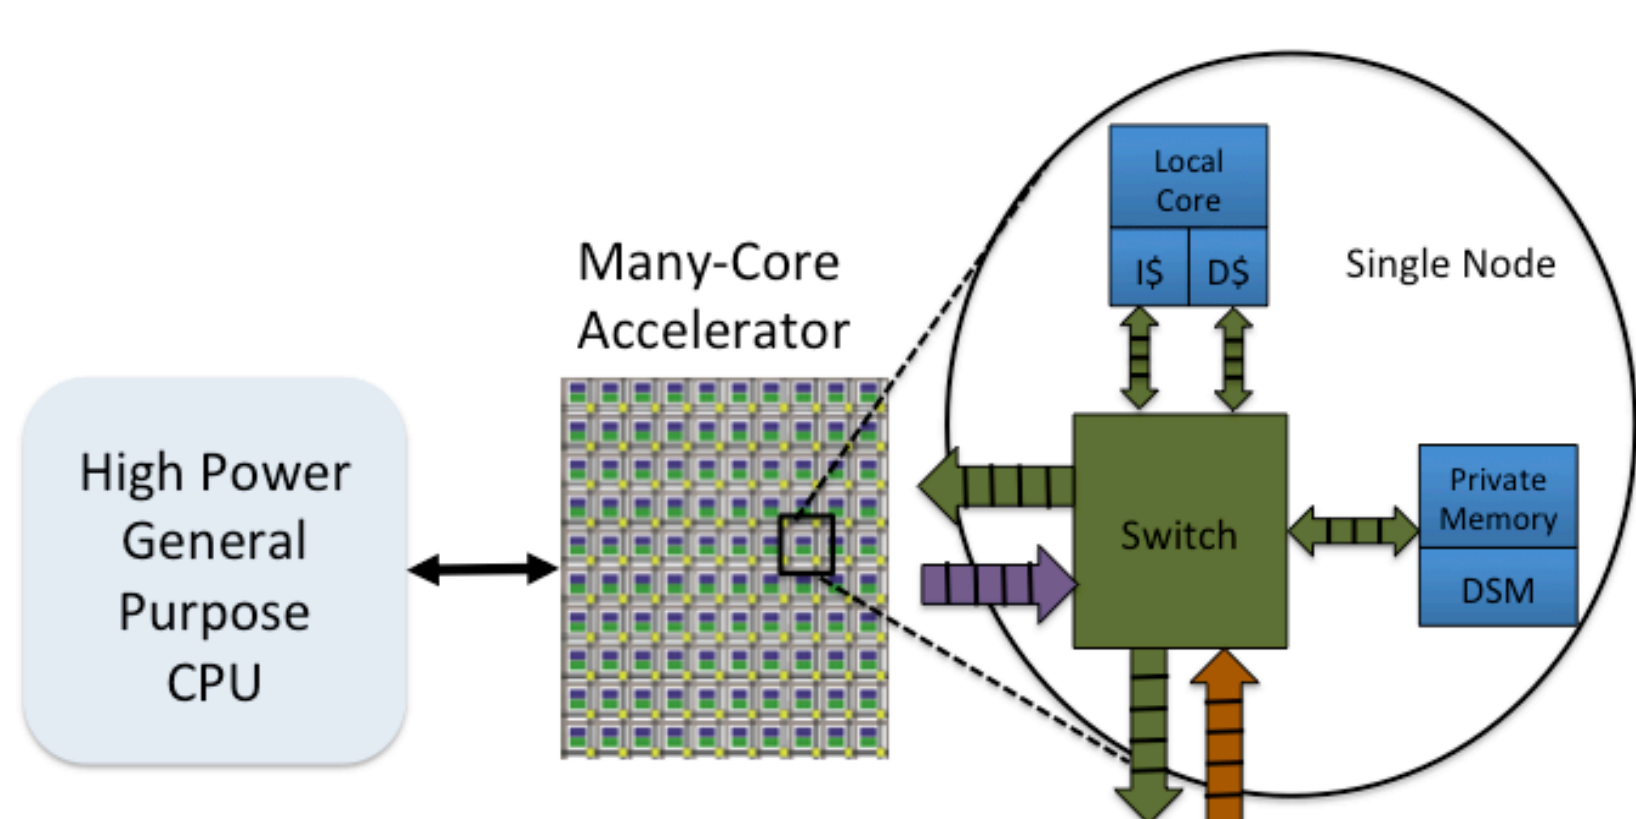 High Power
General
Purpose
CPU
Many-Core
Accelerator
Local
Core
I$ D$
Single Node
Switch
Private
Memory
DSM